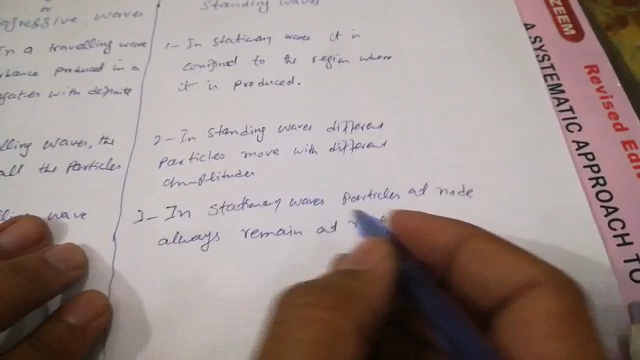 or
ogressive, waves
In a travelling wave
rbance produced in a
agates with definite
lling waves, the
all the particles
wave
Standing waves
1- In stationary waves it is
confined to the region where
it is produced.
2- In Standing waves different
particles move with different
amplitudes
3- In Stationary waves particles at node
always remain at
ZEEM
A SYSTEMATIC APPROACH TO
Revised Edi